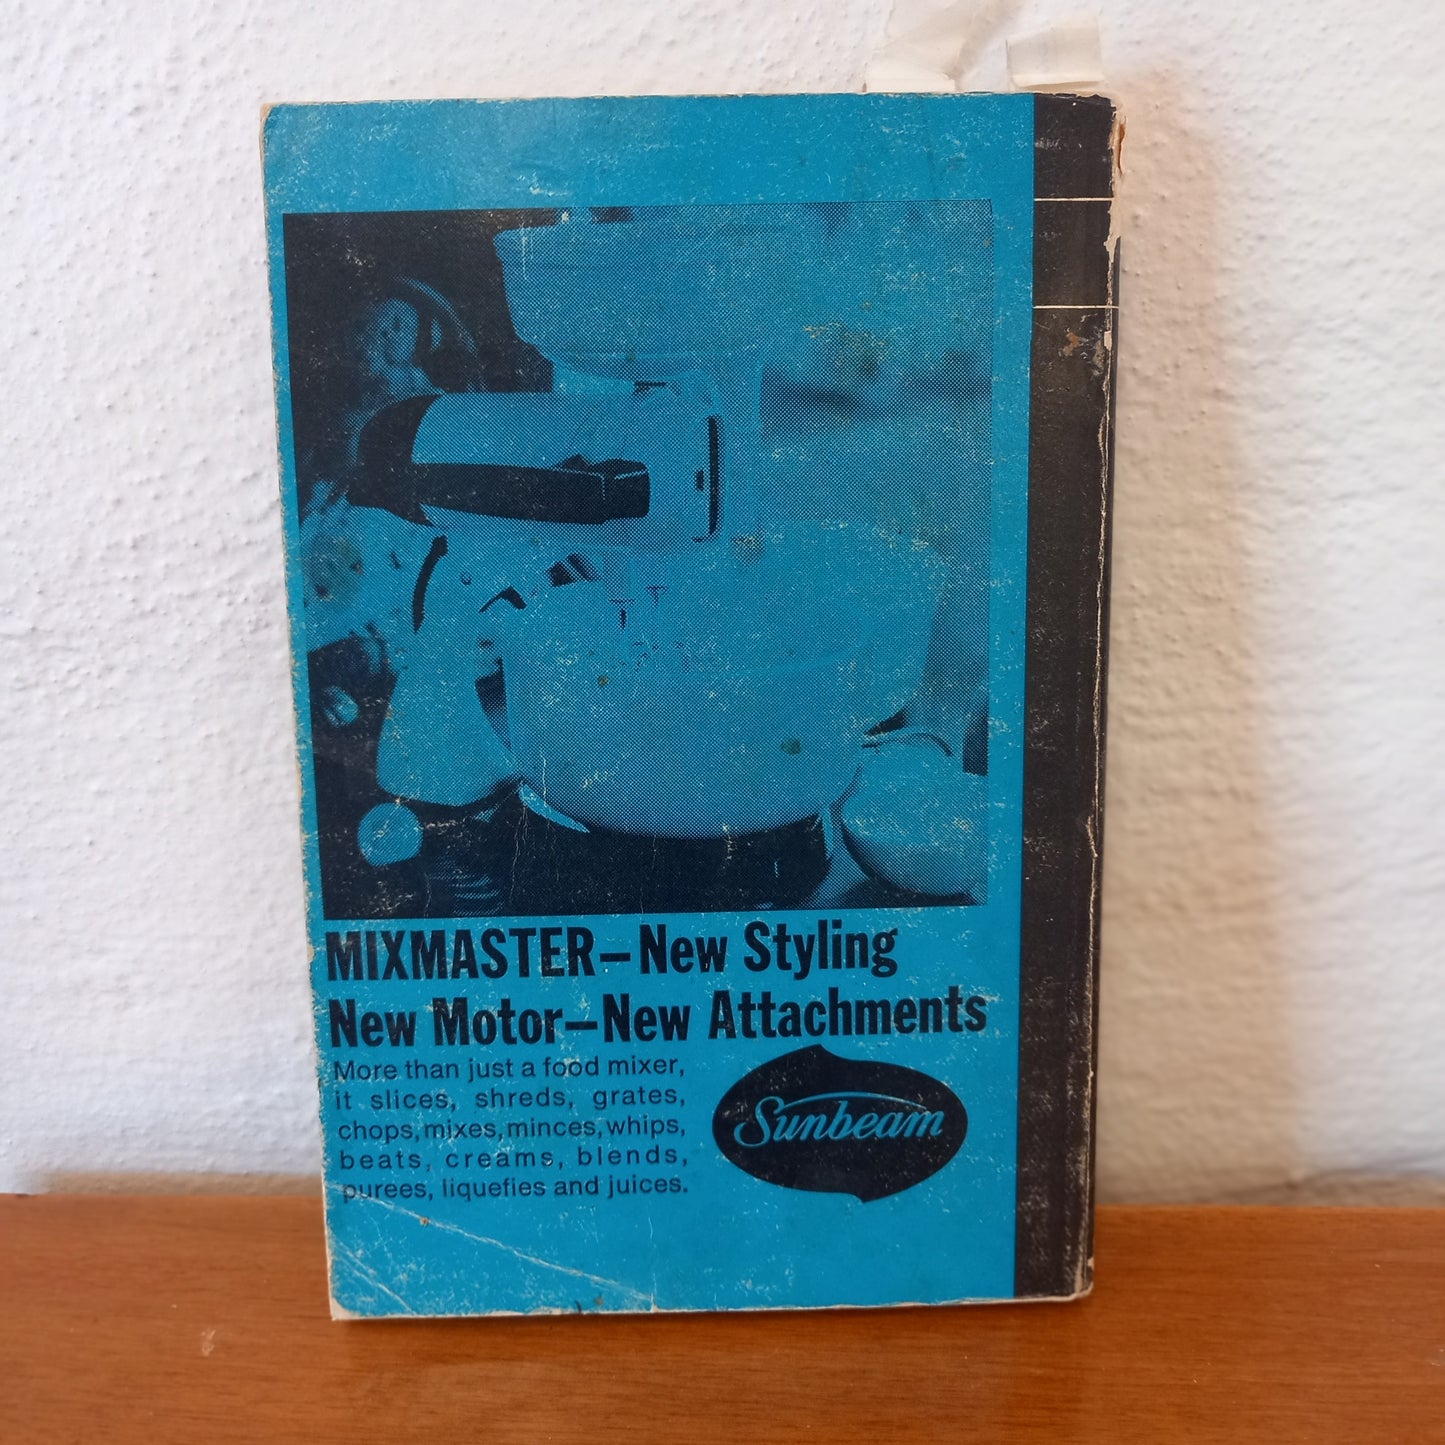 MIXMASTER–New Styling
New Motor–New Attachments
More than just a food mixer,
it slices, shreds, grates,
chops, mixes, minces, whips,
beats, creams, blends,
purees, liquefies and juices.
Sunbeam